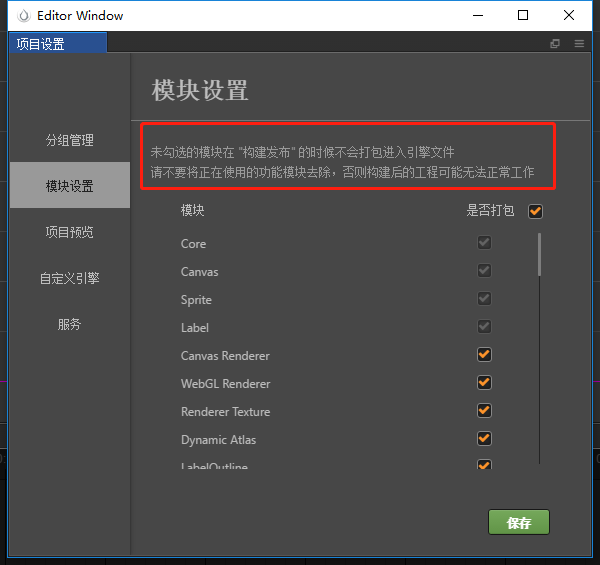 Editor Window
项目设置
模块设置
未勾选的模块在 "构建发布" 的时候不会打包进入引擎文件
请不要将正在使用的功能模块去除，否则构建后的工程可能无法正常工作
分组管理
模块设置
项目预览
自定义引擎
服务
模块 是否打包
Core
Canvas
Sprite
Label
Canvas Renderer
WebGL Renderer
Renderer Texture
Dynamic Atlas
LabelOutline
保存